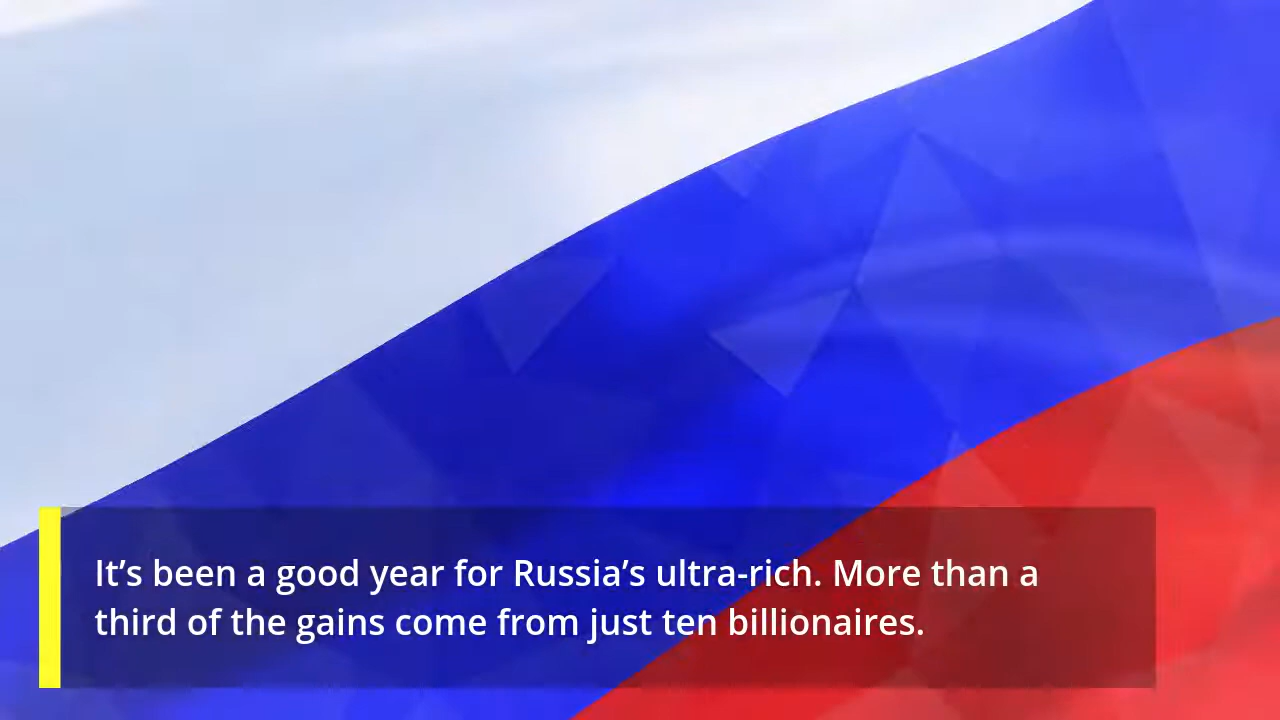 It’s been a good year for Russia’s ultra-rich. More than a
third of the gains come from just ten billionaires.